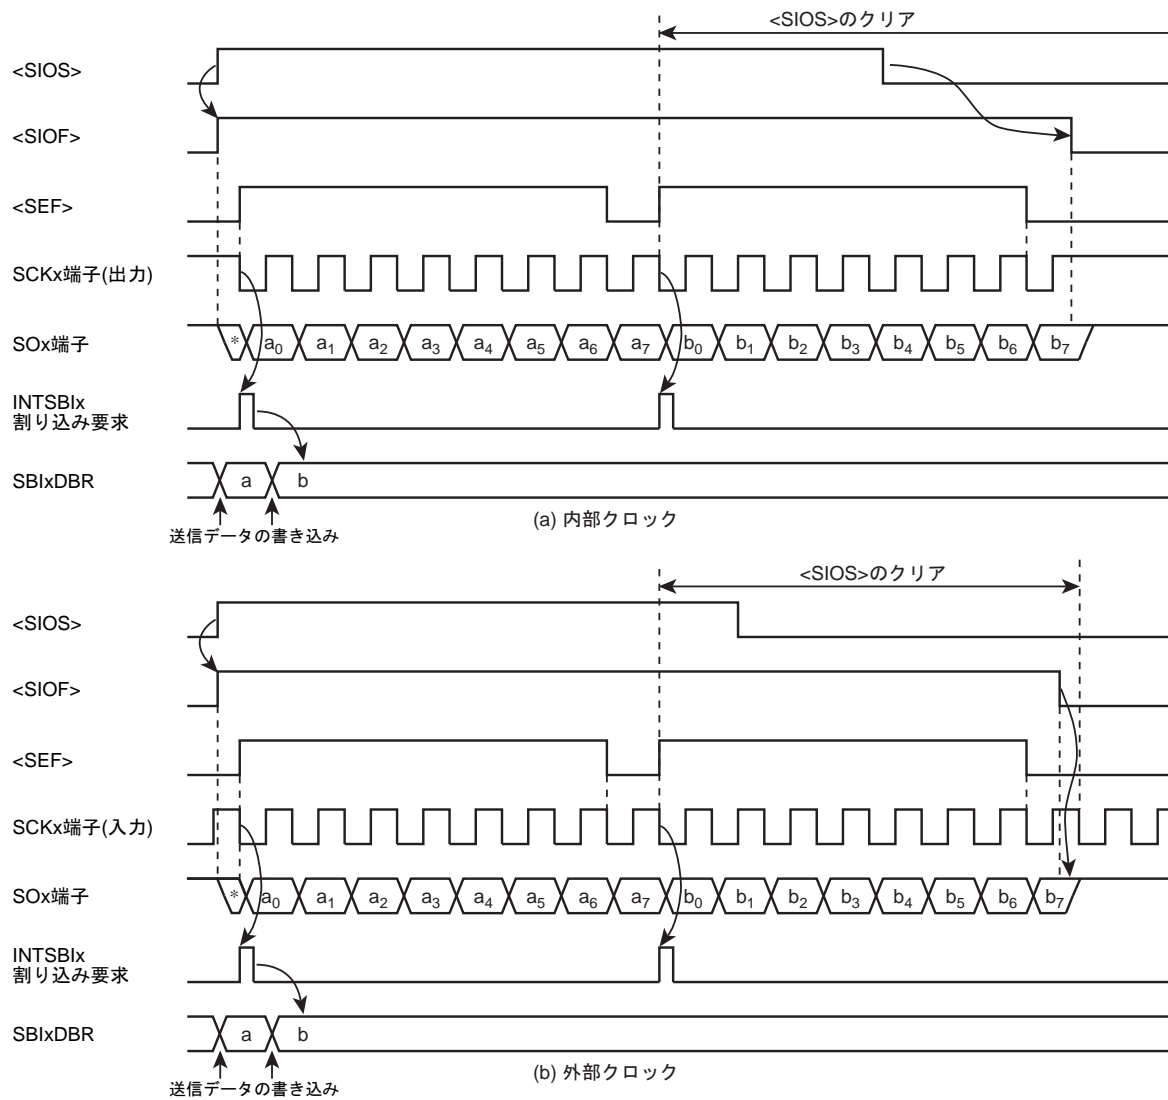 <SIOS>のクリア
<SIOS>
<SIOF>
<SEF>
SCKx端子(出力)
SOx端子
* a0 a1 a2 a3 a4 a5 a6 a7 b0 b1 b2 b3 b4 b5 b6 b7
INTSBIx
割り込み要求
SBIxDBR
a b
送信データの書き込み
(a) 内部クロック
<SIOS>のクリア
<SIOS>
<SIOF>
<SEF>
SCKx端子(入力)
SOx端子
* a0 a1 a2 a3 a4 a5 a6 a7 b0 b1 b2 b3 b4 b5 b6 b7
INTSBIx
割り込み要求
SBIxDBR
a b
送信データの書き込み
(b) 外部クロック